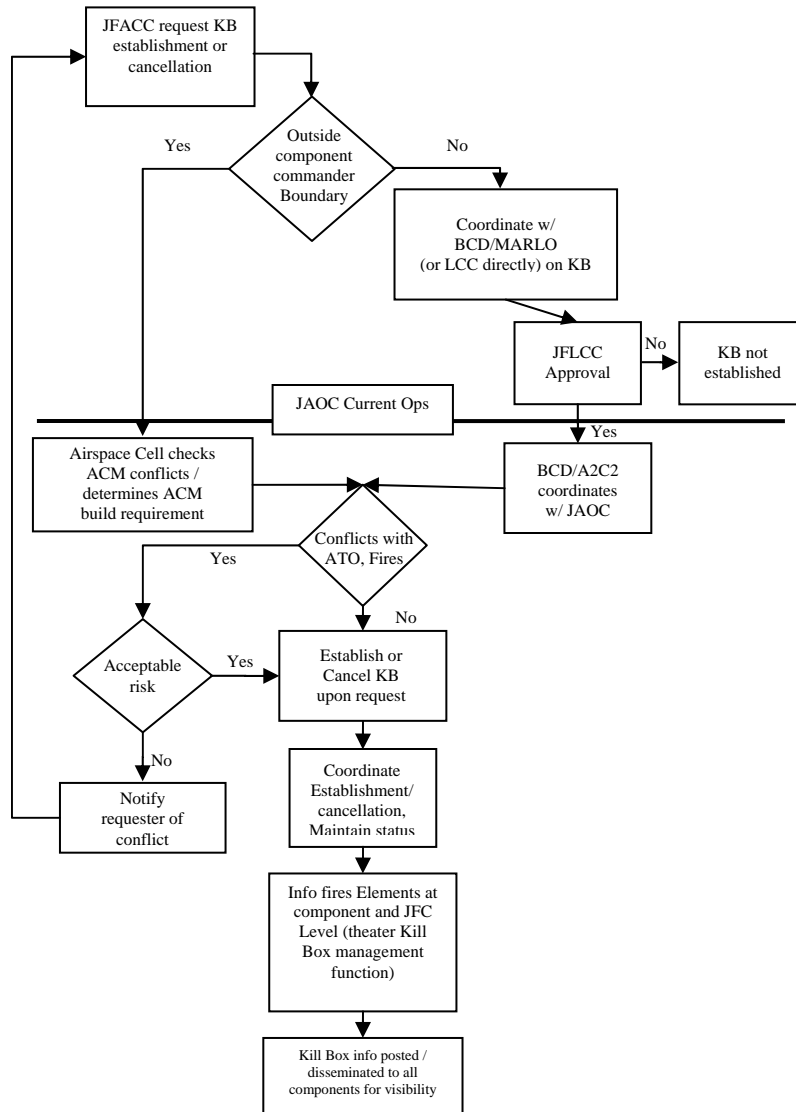 JFACC request KB
establishment or
cancellation
Outside
component
commander
Boundary
Yes
No
Coordinate w/
BCD/MARLO
(or LCC directly) on KB
JFLCC
Approval
No
KB not
established
JAOC Current Ops
Yes
Airspace Cell checks
ACM conflicts /
determines ACM
build requirement
BCD/A2C2
coordinates
w/ JAOC
Conflicts with
ATO, Fires
Yes
No
Acceptable
risk
Yes
Establish or
Cancel KB
upon request
No
Notify
requester of
conflict
Coordinate
Establishment/
cancellation,
Maintain status
Info fires Elements at
component and JFC
Level (theater Kill
Box management
function)
Kill Box info posted /
disseminated to all
components for visibility